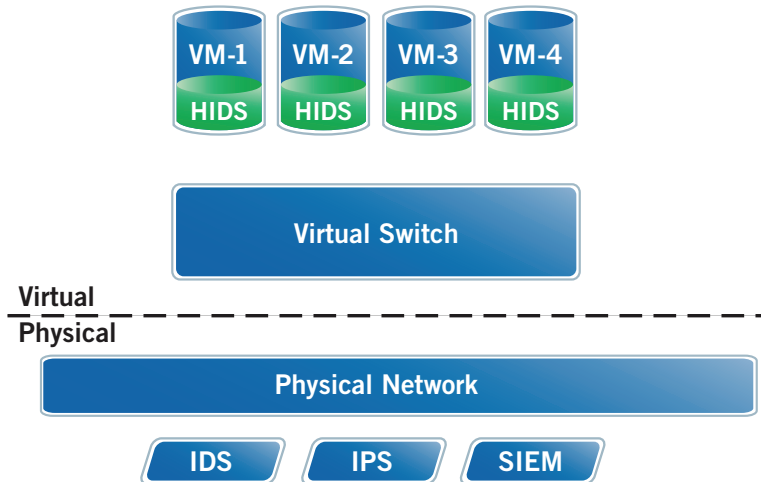 VM-1 VM-2 VM-3 VM-4
HIDS HIDS HIDS HIDS
Virtual Switch
Virtual
Physical
Physical Network
IDS IPS SIEM